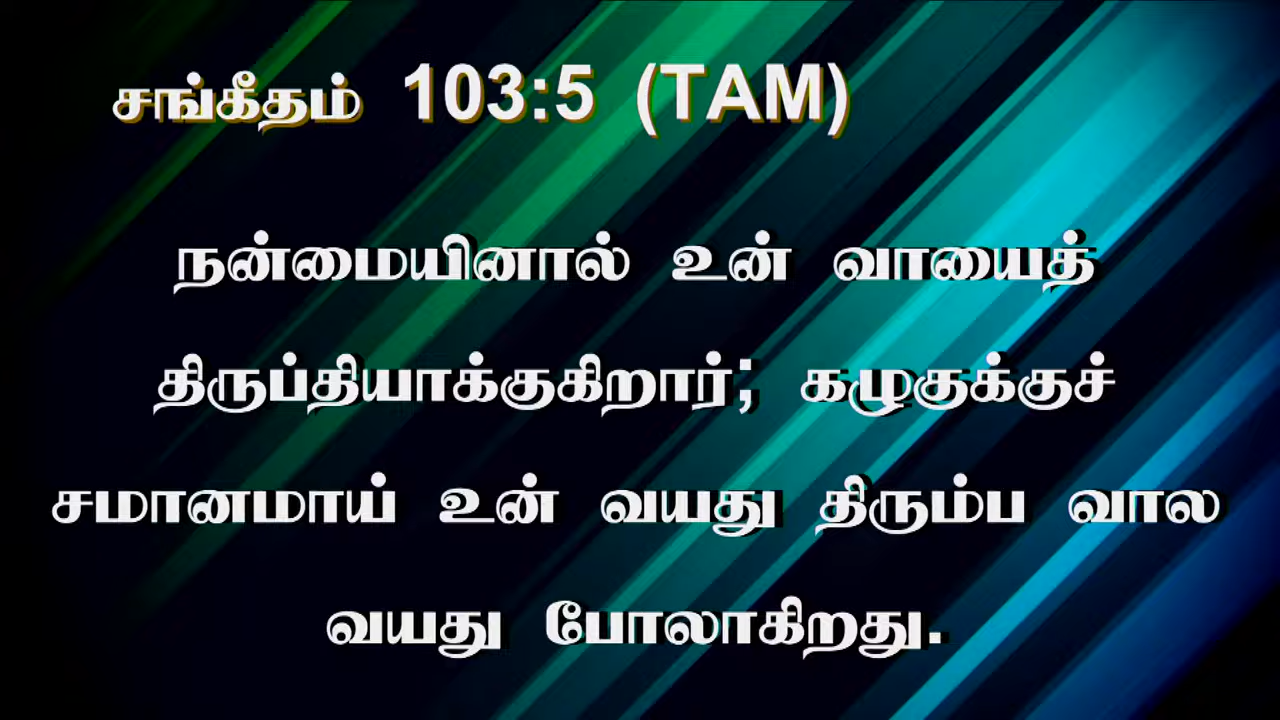 சங்கீதம் 103:5 (TAM)
நன்மையினால் உன் வாயைத்
திருப்தியாக்குகிறார்; கழுகுக்குச்
சமானமாய் உன் வயது திரும்ப வால
வயது போலாகிறது.